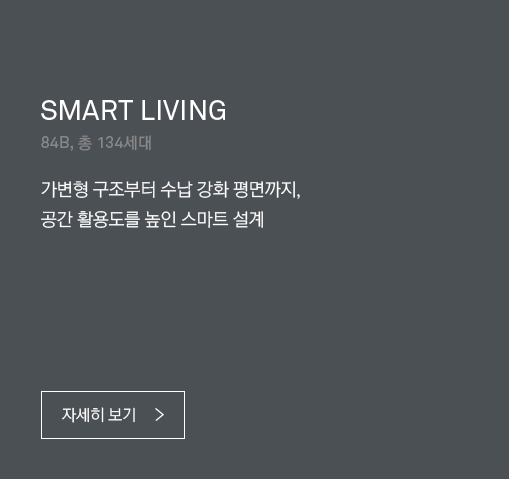 SMART LIVING
84B, 총 134세대
가변형 구조부터 수납 강화 평면까지,
공간 활용도를 높인 스마트 설계
자세히 보기